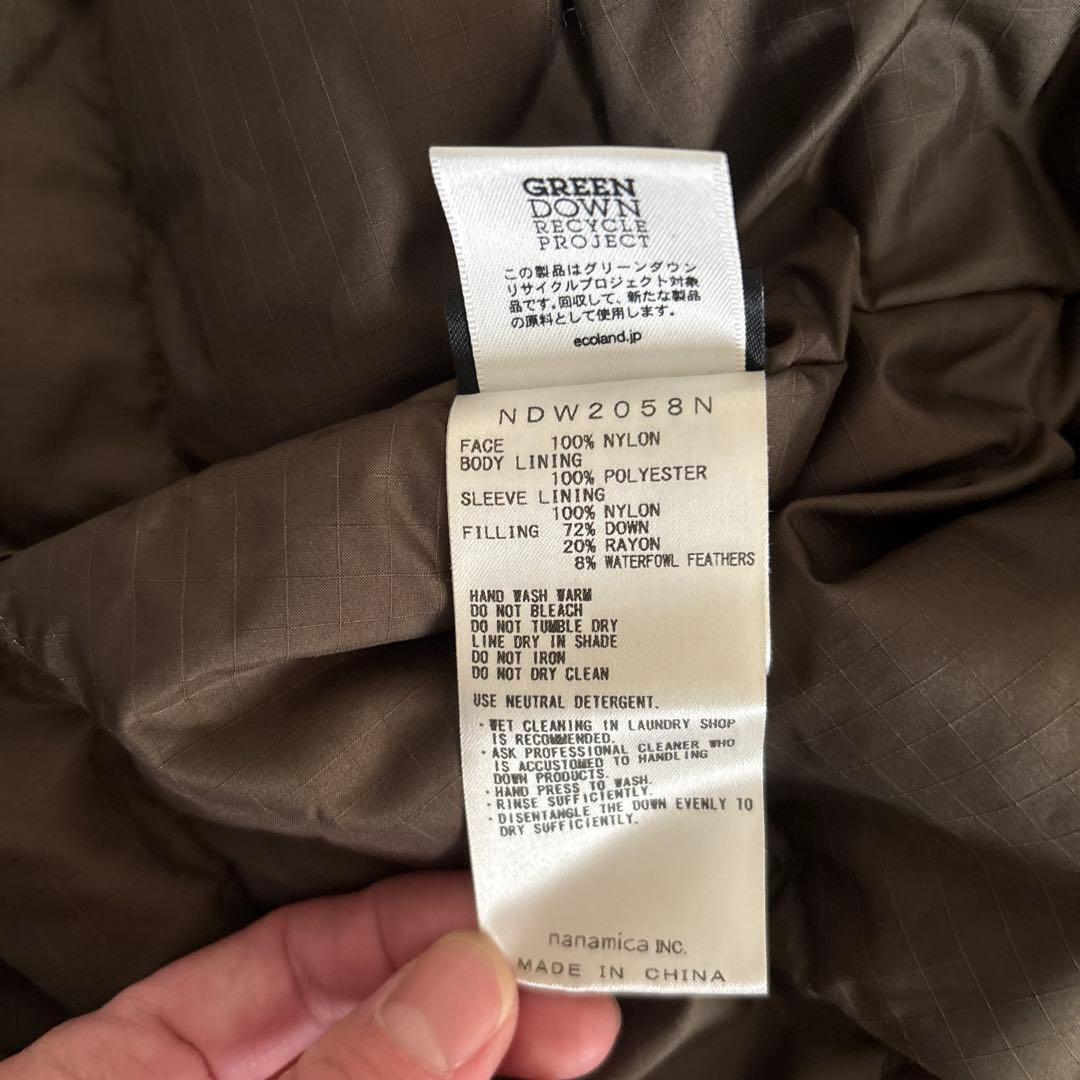 GREEN
DOWN
RECYCLE
PROJECT
この製品はグリーンダウン
リサイクルプロジェクト対象
品です。回収して、新たな製品
の原料として使用します。
ecoland.jp
NDW2058N
FACE 100% NYLON
BODY LINING
100% POLYESTER
SLEEVE LINING
100% NYLON
FILLING 72% DOWN
20% RAYON
8% WATERFOWL FEATHERS
HAND WASH WARM
DO NOT BLEACH
DO NOT TUMBLE DRY
LINE DRY IN SHADE
DO NOT IRON
DO NOT DRY CLEAN
USE NEUTRAL DETERGENT.
・WET CLEANING IN LAUNDRY SHOP
IS RECOMMENDED.
・ASK PROFESSIONAL CLEANER WHO
IS ACCUSTOMED TO HANDLING
DOWN PRODUCTS.
・HAND PRESS TO WASH.
・RINSE SUFFICIENTLY.
・DISENTANGLE THE DOWN EVENLY TO
DRY SUFFICIENTLY.
nanamica INC.
MADE IN CHINA